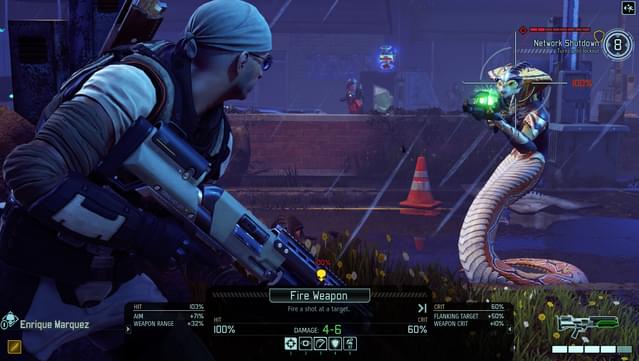 Network Shutdown
8
100%
Fire Weapon
Fire a shot at a target.
HIT 103%
AIM +71%
WEAPON RANGE +32%
HIT
100%
DAMAGE: 4-6
CRIT
60%
CRIT 60%
FLANKING TARGET +50%
WEAPON CRIT +10%
Enrique Marquez